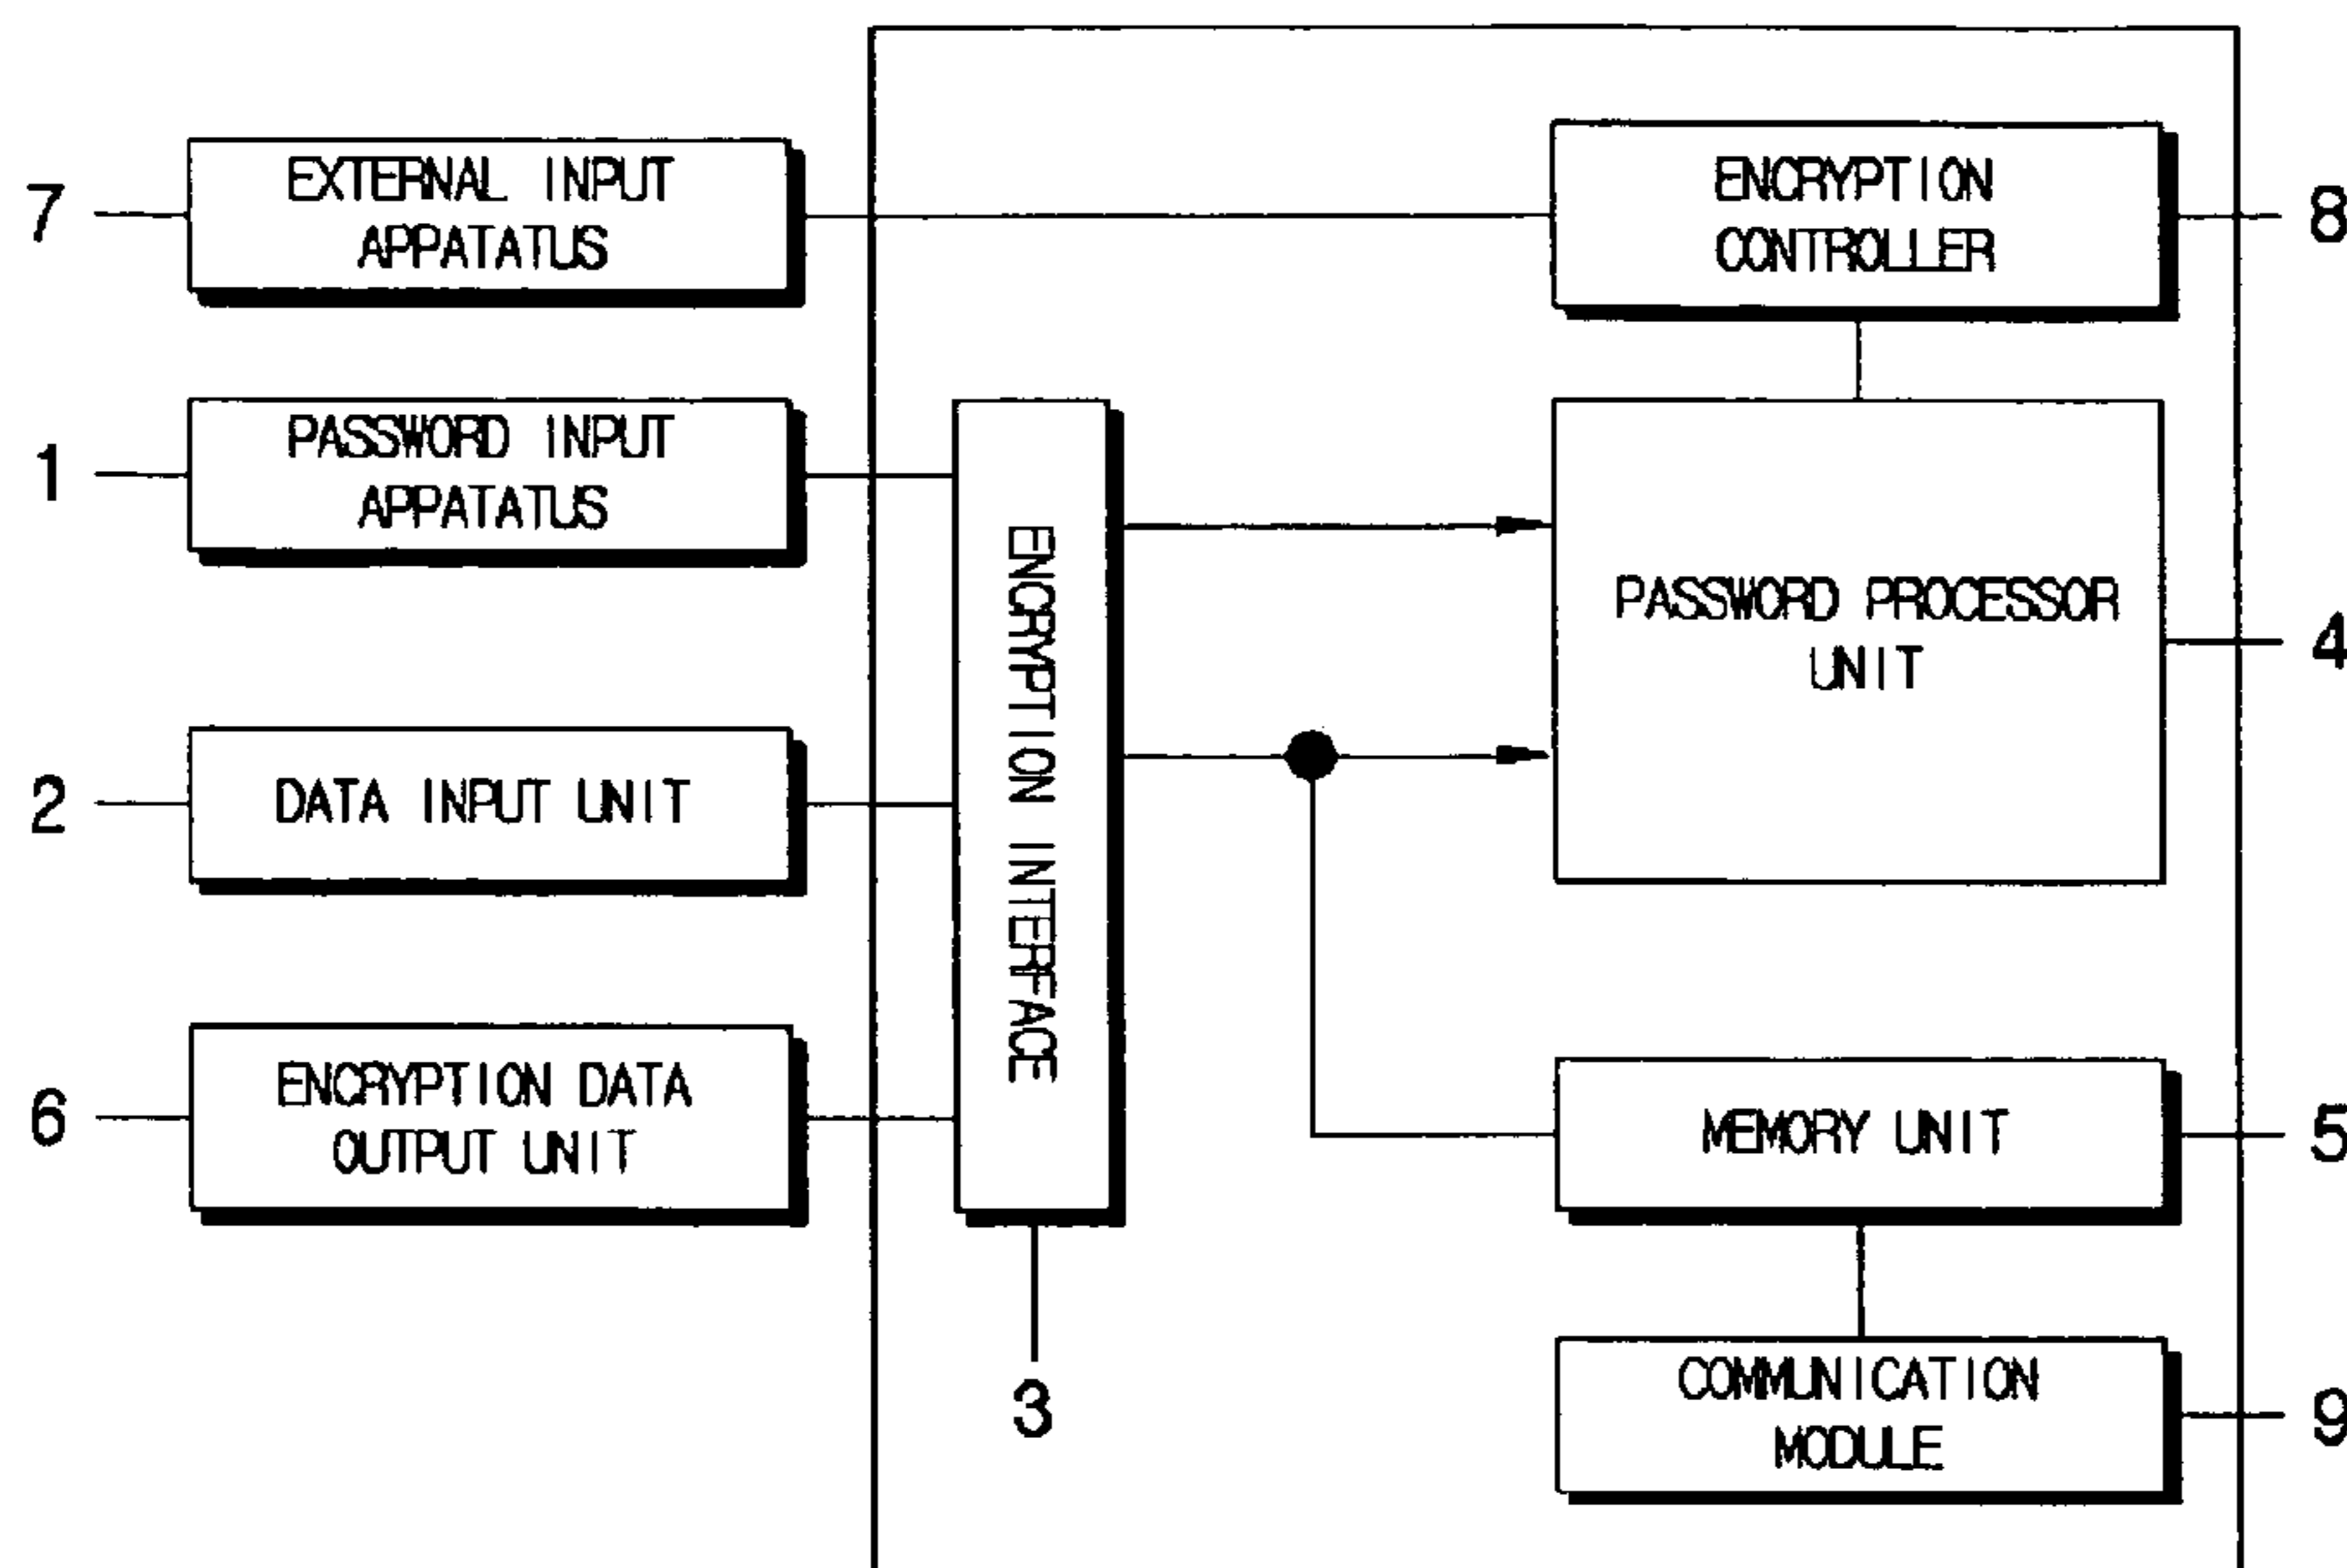 7
EXTERNAL INPUT
APPATATUS
ENCRYPTION
CONTROLLER
8
1
PASSWORD INPUT
APPATATUS
ENCRYPTION INTERFACE
PASSWORD PROCESSOR
UNIT
4
2
DATA INPUT UNIT
6
ENCRYPTION DATA
OUTPUT UNIT
MEMORY UNIT
5
3
COMMUNICATION
MODULE
9